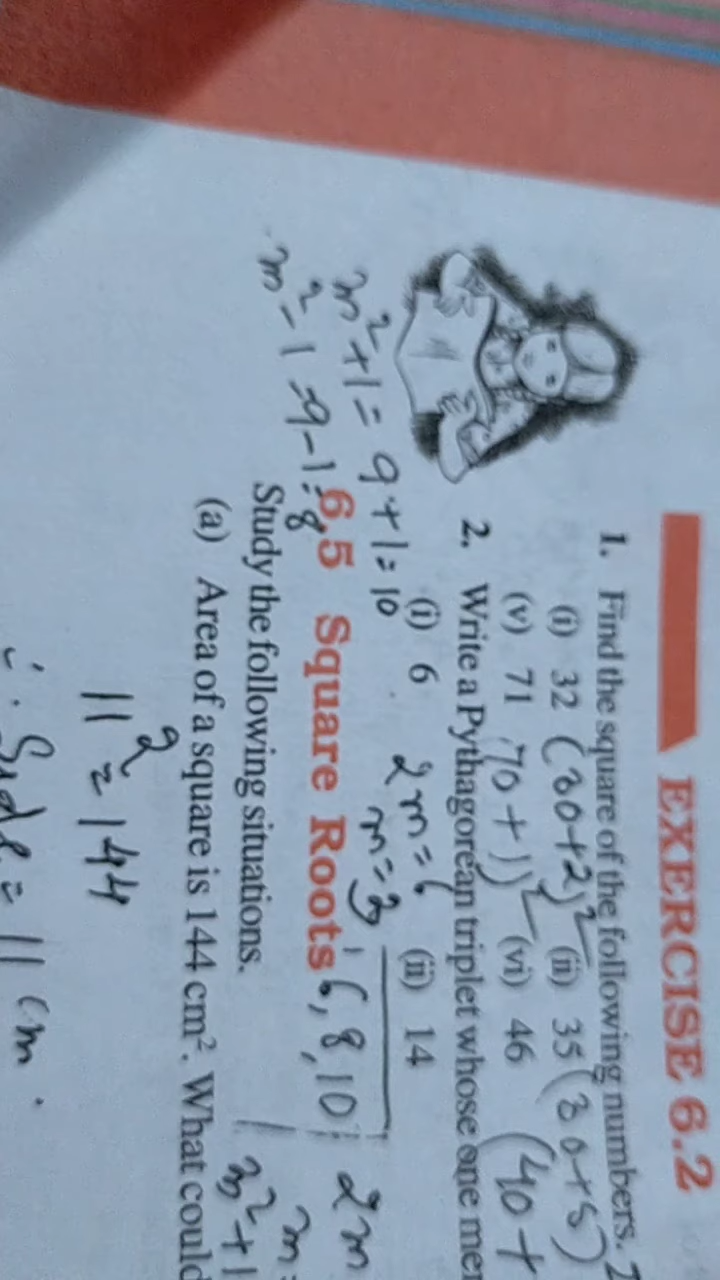 EXERCISE 6.2
1. Find the square of the following numbers.
(i) 32 (30+2)² (ii) 35 (30+5)²
(v) 71 70+1)² (vi) 46 (40+
2. Write a Pythagorean triplet whose one mem
(i) 6 2m=6 (ii) 14
m=3
m²+1= 9+1=10
m²-1=9-1=8
6,8,10
2m
m=
6.5 Square Roots
Study the following situations.
(a) Area of a square is 144 cm². What could
11²=144
∴ Side=11 cm.